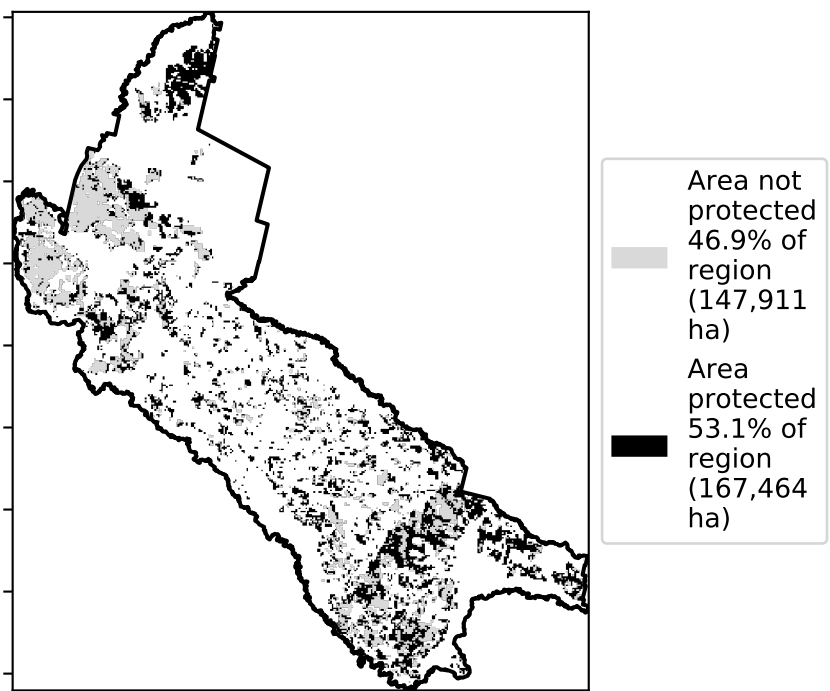 Area not
protected
46.9% of
region
(147,911
ha)
Area
protected
53.1% of
region
(167,464
ha)